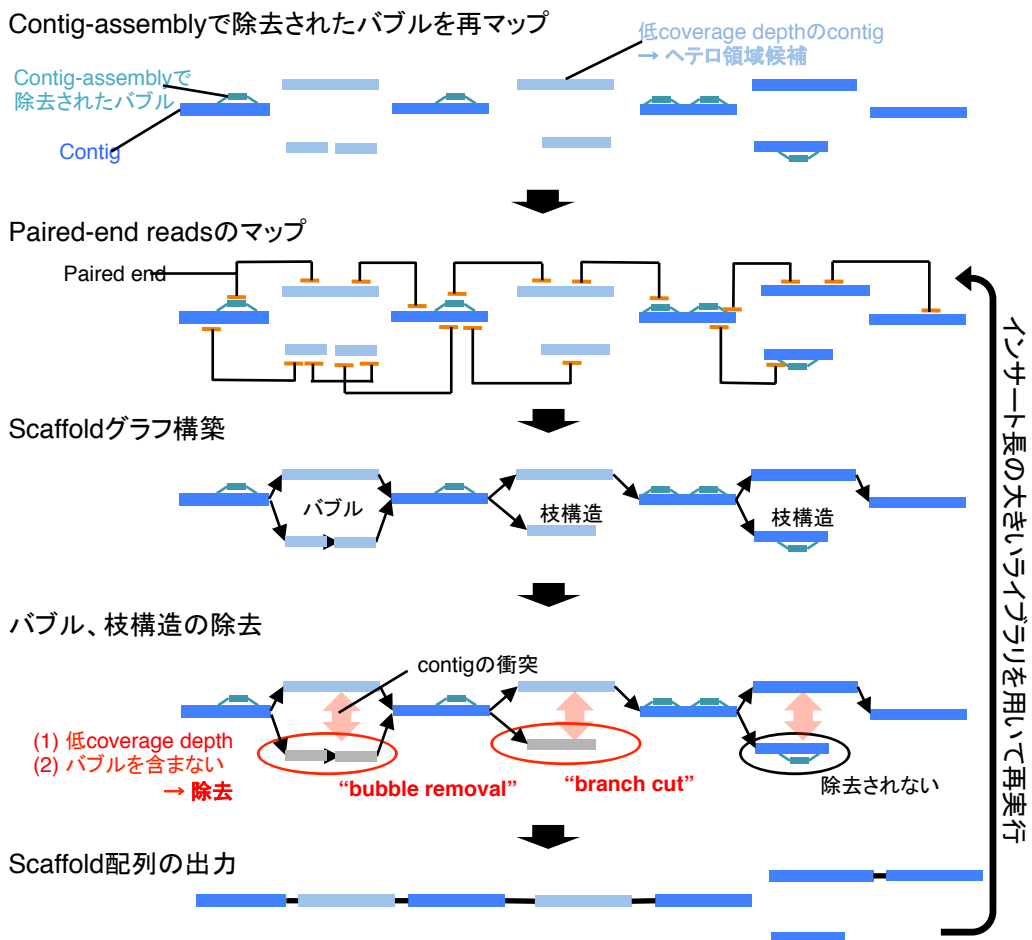 Contig-assemblyで除去されたバブルを再マップ
低coverage depthのcontig
→ ヘテロ領域候補
Contig-assemblyで
除去されたバブル
Contig
Paired-end readsのマップ
Paired end
Scaffoldグラフ構築
バブル
枝構造
枝構造
バブル、枝構造の除去
contigの衝突
(1) 低coverage depth
(2) バブルを含まない
→ 除去
“bubble removal”
“branch cut”
除去されない
Scaffold配列の出力
インサート長の大きいライブラリを用いて再実行